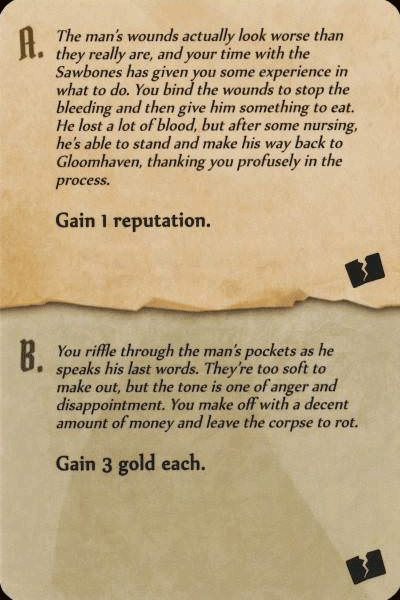 A. The man's wounds actually look worse than
they really are, and your time with the
Sawbones has given you some experience in
what to do. You bind the wounds to stop the
bleeding and then give him something to eat.
He lost a lot of blood, but after some nursing,
he's able to stand and make his way back to
Gloomhaven, thanking you profusely in the
process.
Gain 1 reputation.
B. You riffle through the man's pockets as he
speaks his last words. They're too soft to
make out, but the tone is one of anger and
disappointment. You make off with a decent
amount of money and leave the corpse to rot.
Gain 3 gold each.